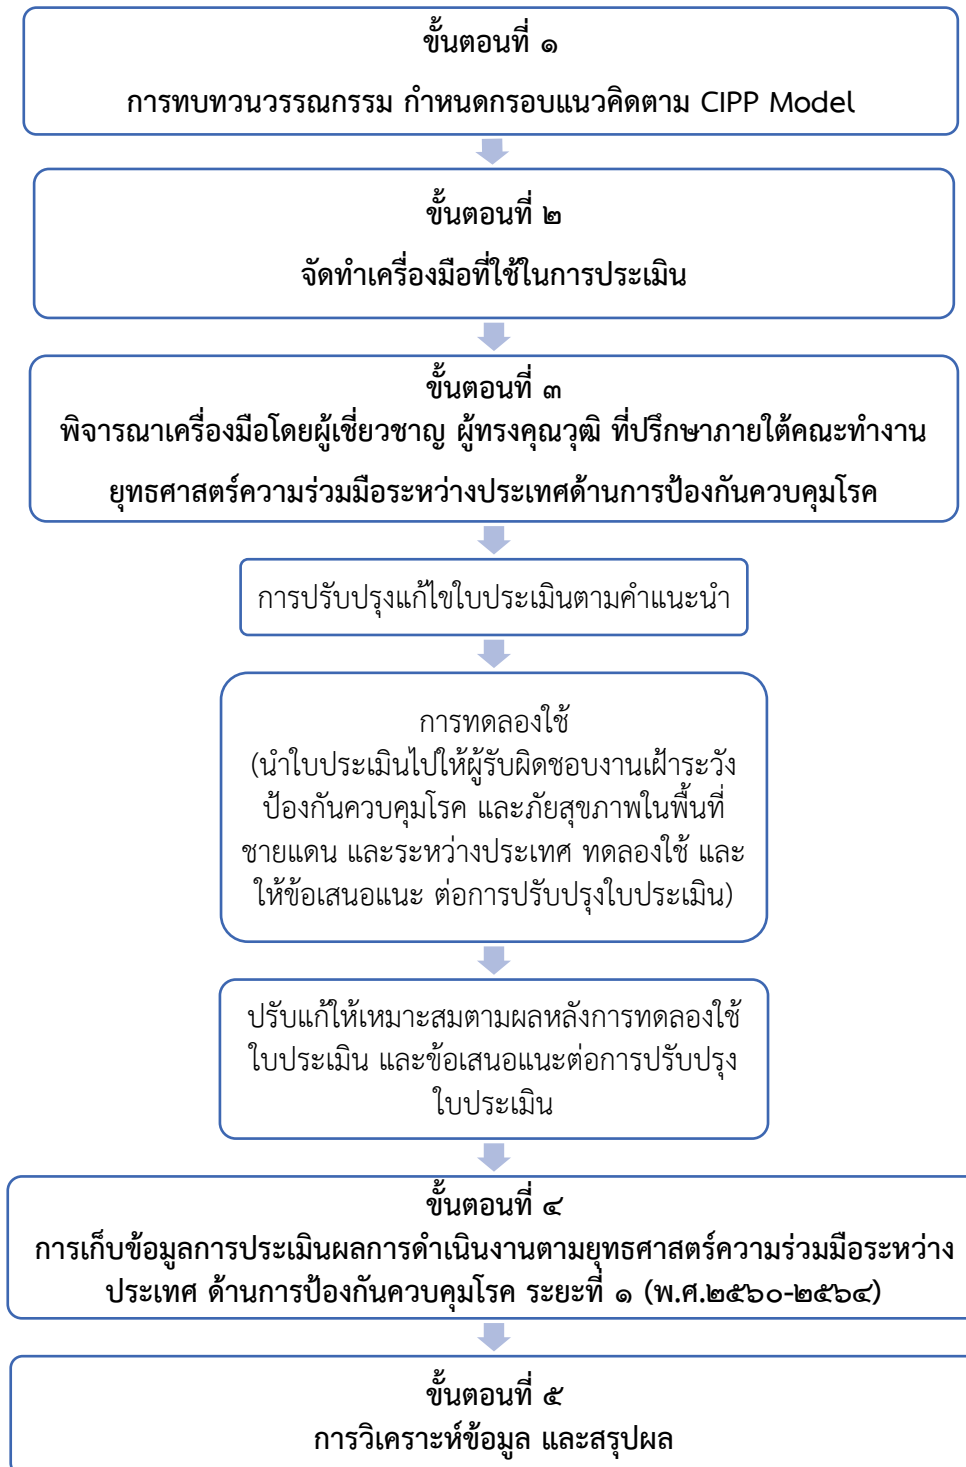 ขั้นตอนที่ ๑
การทบทวนวรรณกรรม กำหนดกรอบแนวคิดตาม CIPP Model
ขั้นตอนที่ ๒
จัดทำเครื่องมือที่ใช้ในการประเมิน
ขั้นตอนที่ ๓
พิจารณาเครื่องมือโดยผู้เชี่ยวชาญ ผู้ทรงคุณวุฒิ ที่ปรึกษาภายใต้คณะทำงาน
ยุทธศาสตร์ความร่วมมือระหว่างประเทศด้านการป้องกันควบคุมโรค
การปรับปรุงแก้ไขใบประเมินตามคำแนะนำ
การทดลองใช้
(นำใบประเมินไปให้ผู้รับผิดชอบงานเฝ้าระวัง
ป้องกันควบคุมโรค และภัยสุขภาพในพื้นที่
ชายแดน และระหว่างประเทศ ทดลองใช้ และ
ให้ข้อเสนอแนะ ต่อการปรับปรุงใบประเมิน)
ปรับแก้ให้เหมาะสมตามผลหลังการทดลองใช้
ใบประเมิน และข้อเสนอแนะต่อการปรับปรุง
ใบประเมิน
ขั้นตอนที่ ๔
การเก็บข้อมูลการประเมินผลการดำเนินงานตามยุทธศาสตร์ความร่วมมือระหว่าง
ประเทศ ด้านการป้องกันควบคุมโรค ระยะที่ ๑ (พ.ศ.๒๕๖๐-๒๕๖๔)
ขั้นตอนที่ ๕
การวิเคราะห์ข้อมูล และสรุปผล